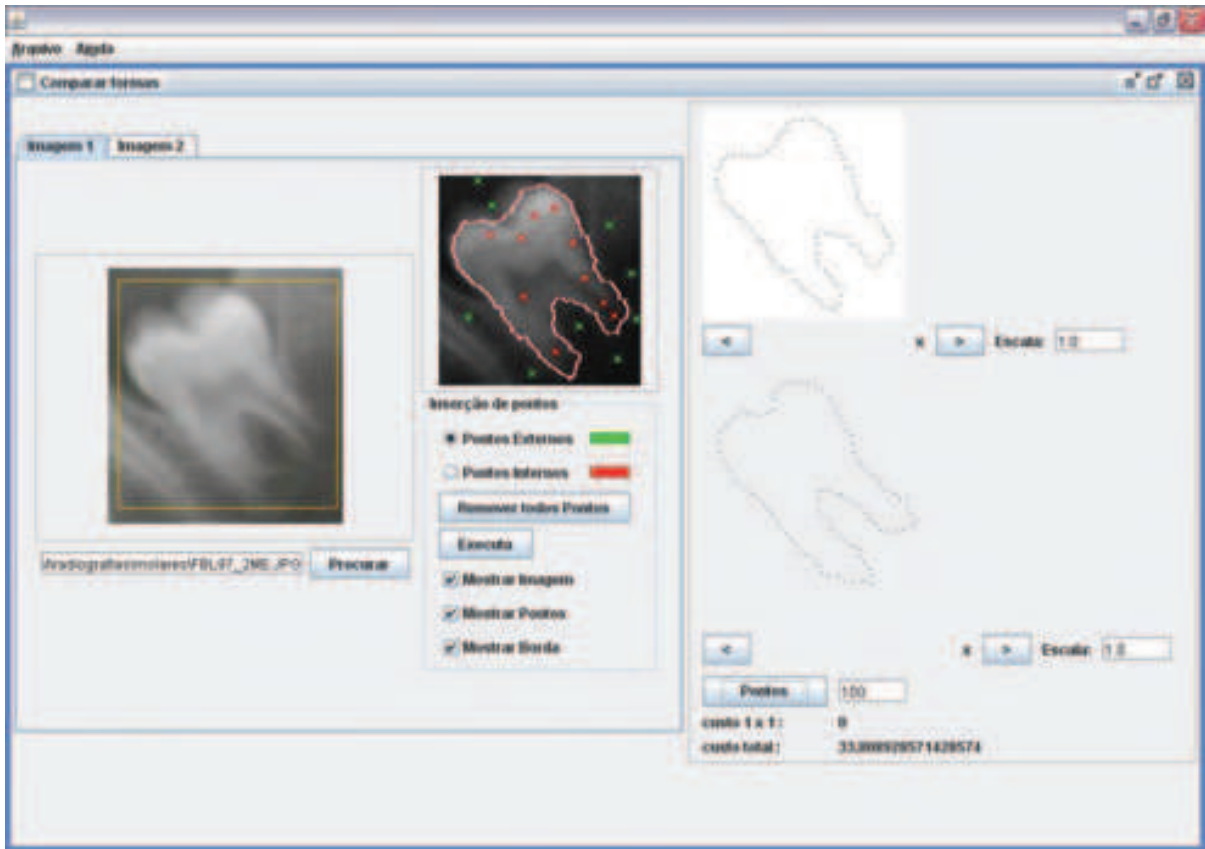 Arquivo Ajuda
Comparar formas
Imagem 1 Imagem 2
Procurar
Inserção de pontos
Pontos Externos
Pontos Internos
Remover todos Pontos
Executa
Mostrar Imagem
Mostrar Pontos
Mostrar Borda
< x > Escala: 1.0
< x > Escala: 1.0
Pontos 100
custo 1 x 1 : 0
custo total :